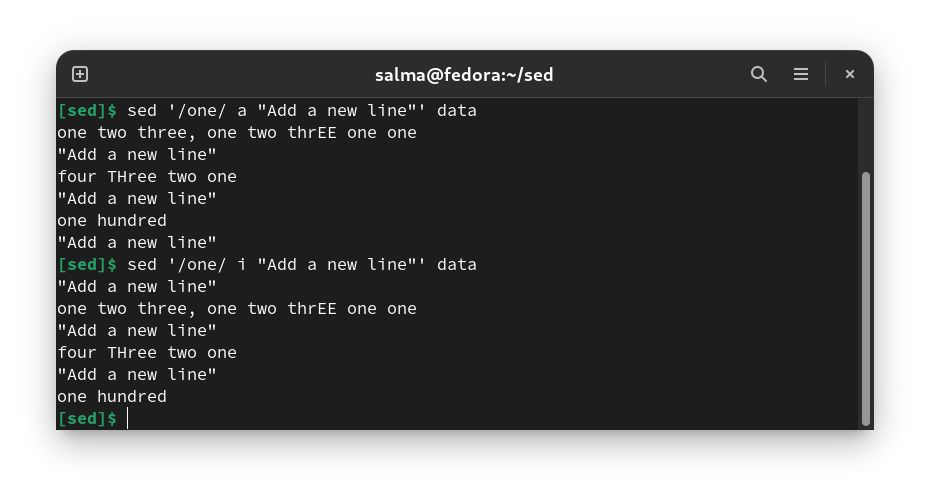 salma@fedora:~/sed
[sed]$ sed '/one/ a "Add a new line"' data
one two three, one two thrEE one one
"Add a new line"
four THree two one
"Add a new line"
one hundred
"Add a new line"
[sed]$ sed '/one/ i "Add a new line"' data
"Add a new line"
one two three, one two thrEE one one
"Add a new line"
four THree two one
"Add a new line"
one hundred
[sed]$